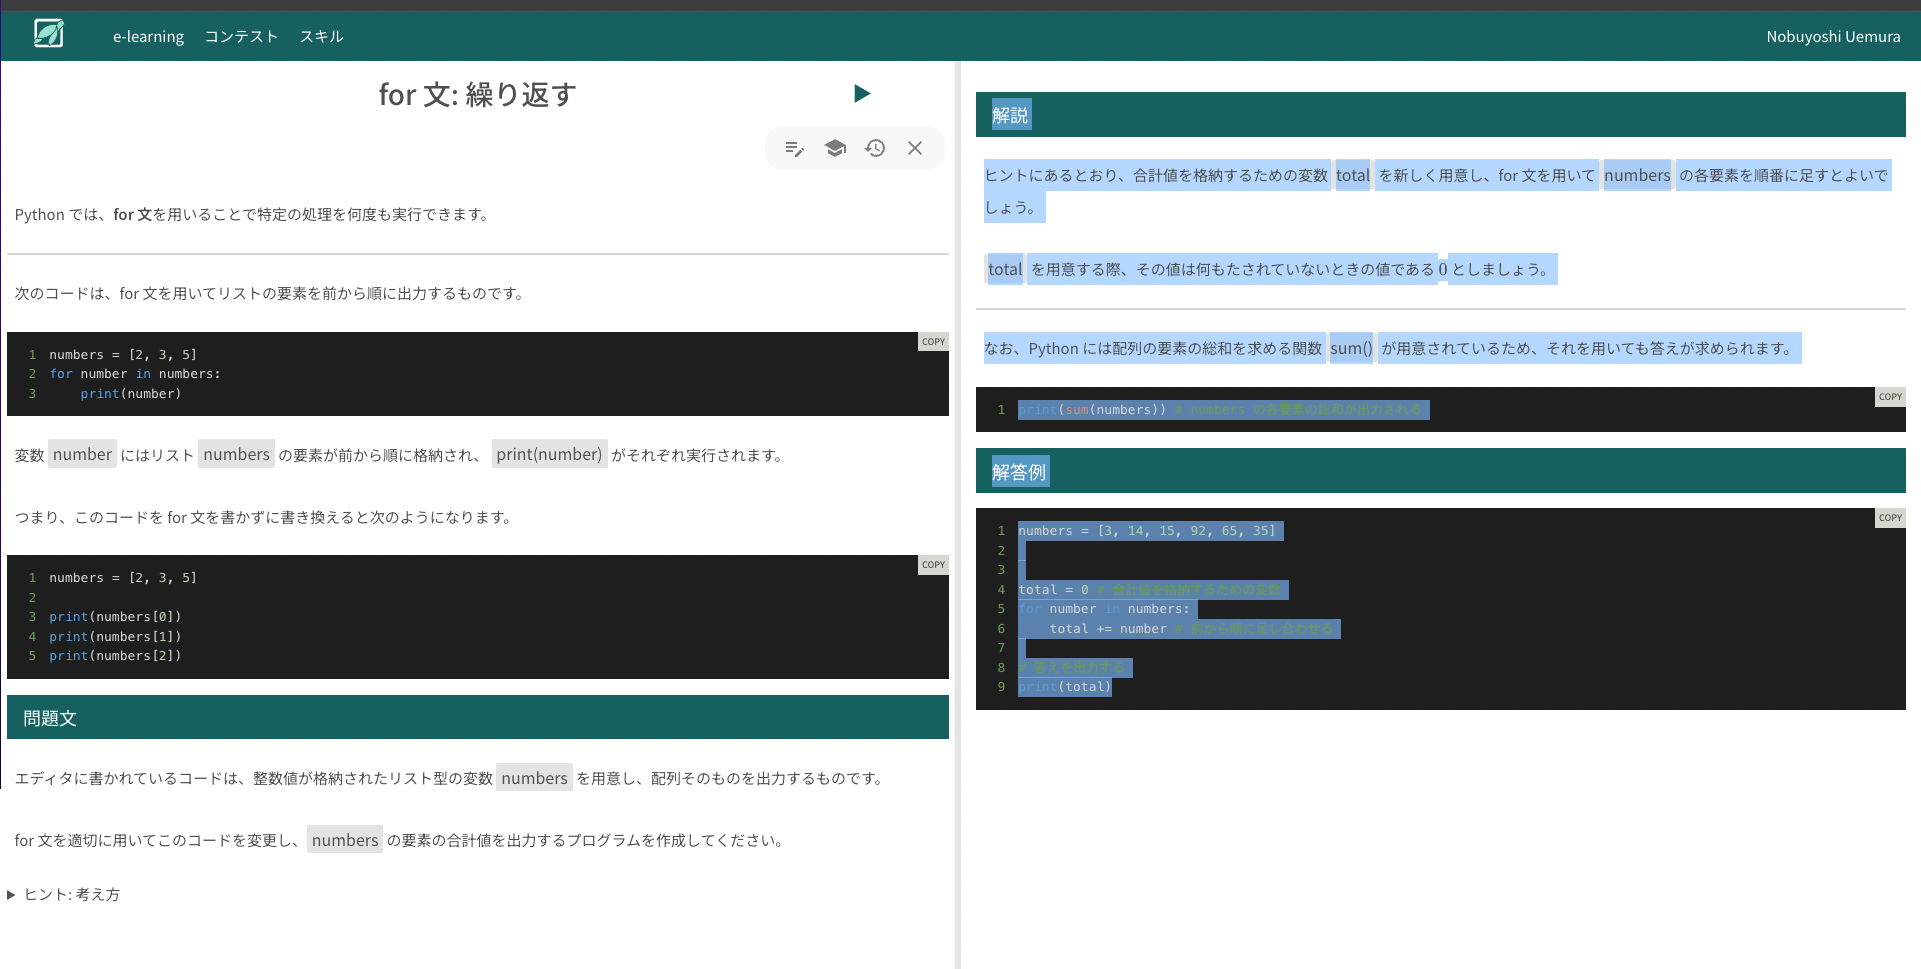 e-learning コンテスト スキル
Nobuyoshi Uemura
for 文: 繰り返す
Python では、for 文を用いることで特定の処理を何度も実行できます。
次のコードは、for 文を用いてリストの要素を前から順に出力するものです。
COPY
1 numbers = [2, 3, 5]
2 for number in numbers:
3     print(number)
変数 number にはリスト numbers の要素が前から順に格納され、 print(number) がそれぞれ実行されます。
つまり、このコードを for 文を書かずに書き換えると次のようになります。
COPY
1 numbers = [2, 3, 5]
2
3 print(numbers[0])
4 print(numbers[1])
5 print(numbers[2])
問題文
エディタに書かれているコードは、整数値が格納されたリスト型の変数 numbers を用意し、配列そのものを出力するものです。
for 文を適切に用いてこのコードを変更し、 numbers の要素の合計値を出力するプログラムを作成してください。
ヒント: 考え方
解説
ヒントにあるとおり、合計値を格納するための変数 total を新しく用意し、for 文を用いて numbers の各要素を順番に足すとよいで
しょう。
total を用意する際、その値は何もたされていないときの値である 0 としましょう。
なお、Python には配列の要素の総和を求める関数 sum() が用意されているため、それを用いても答えが求められます。
COPY
1 print(sum(numbers)) # numbers の各要素の総和が出力される
解答例
COPY
1 numbers = [3, 14, 15, 92, 65, 35]
2
3
4 total = 0 # 合計値を格納するための変数
5 for number in numbers:
6     total += number # 前から順に足し合わせる
7
8 # 答えを出力する
9 print(total)